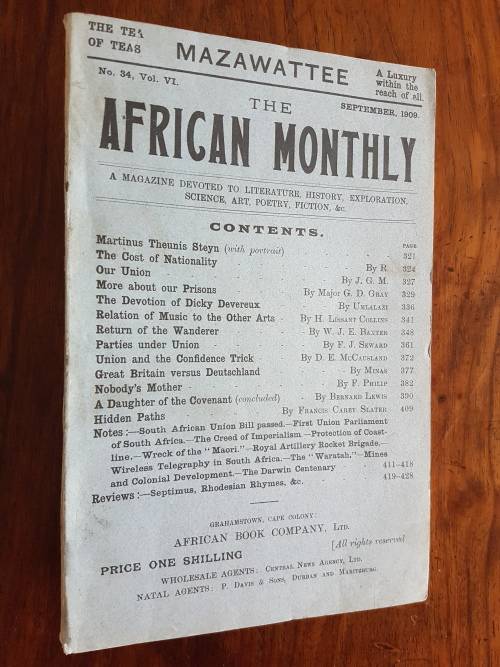 THE TEA
OF TEAS
MAZAWATTEE
A Luxury
within the
reach of all.
No. 34, Vol. VI.
SEPTEMBER, 1909.
THE
AFRICAN MONTHLY
A MAGAZINE DEVOTED TO LITERATURE, HISTORY, EXPLORATION,
SCIENCE, ART, POETRY, FICTION, &c.
CONTENTS.
PAGE
Martinus Theunis Steyn (with portrait) 321
The Cost of Nationality By R. 324
Our Union By J. G. M. 327
More about our Prisons By Major G. D. Gray 329
The Devotion of Dicky Devereux By Umlalazi 336
Relation of Music to the Other Arts By H. Lissant Collins 341
Return of the Wanderer By W. J. E. Baxter 348
Parties under Union By F. J. Seward 361
Union and the Confidence Trick By D. E. McCausland 372
Great Britain versus Deutschland By Minas 377
Nobody's Mother By F. Philip 382
A Daughter of the Covenant (concluded) By Bernard Lewis 390
Hidden Paths By Francis Carey Slater 409
Notes:—South African Union Bill passed.—First Union Parliament
of South Africa.—The Creed of Imperialism.—Protection of Coast-
line.—Wreck of the "Maori."—Royal Artillery Rocket Brigade.—
Wireless Telegraphy in South Africa.—The "Waratah."—Mines
and Colonial Development.—The Darwin Centenary 411-418
Reviews:—Septimus, Rhodesian Rhymes, &c. 419-428
GRAHAMSTOWN, CAPE COLONY:
AFRICAN BOOK COMPANY, LTD.
PRICE ONE SHILLING
[All rights reserved
WHOLESALE AGENTS: CENTRAL NEWS AGENCY, LTD.
NATAL AGENTS: P. DAVIS & SONS, DURBAN AND MARITZBURG.